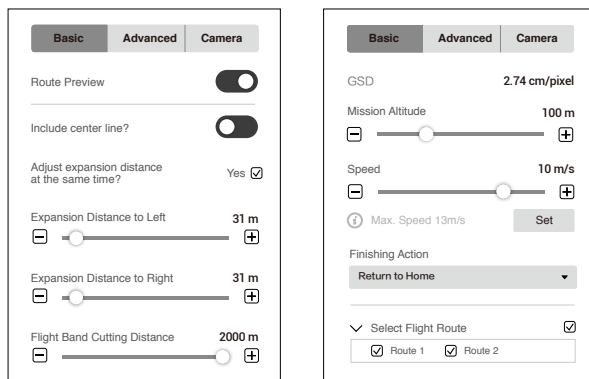 Basic Advanced Camera
Route Preview
Include center line?
Adjust expansion distance
at the same time?
Yes
Expansion Distance to Left 31 m
Expansion Distance to Right 31 m
Flight Band Cutting Distance 2000 m
Basic Advanced Camera
GSD 2.74 cm/pixel
Mission Altitude 100 m
Speed 10 m/s
Max. Speed 13m/s Set
Finishing Action
Return to Home
Select Flight Route
Route 1 Route 2